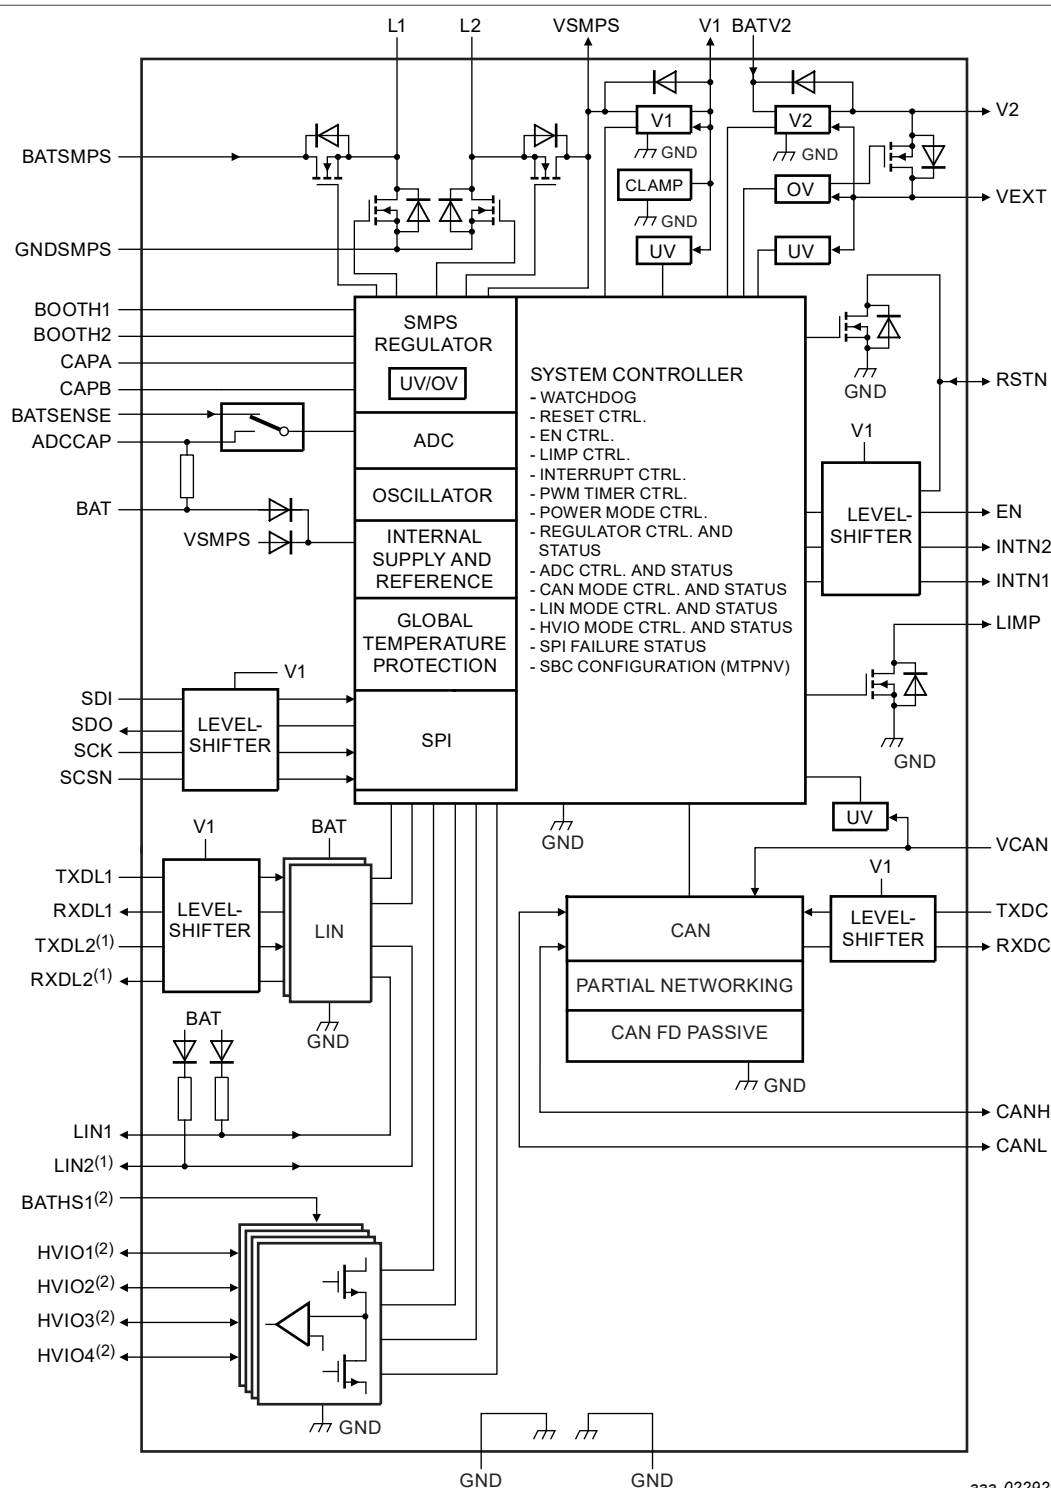 L1 L2 VSMPS V1 BATV2
V1 V2 V2
BATSMPS GND GND
CLAMP OV VEXT
GND
GNDSMPS UV UV
BOOTH1
BOOTH2
CAPA
CAPB
BATSENSE
ADCCAP
BAT
VSMPS
SMPS
REGULATOR
UV/OV
ADC
OSCILLATOR
INTERNAL
SUPPLY AND
REFERENCE
GLOBAL
TEMPERATURE
PROTECTION
SPI
SYSTEM CONTROLLER
- WATCHDOG
- RESET CTRL.
- EN CTRL.
- LIMP CTRL.
- INTERRUPT CTRL.
- PWM TIMER CTRL.
- POWER MODE CTRL.
- REGULATOR CTRL. AND
STATUS
- ADC CTRL. AND STATUS
- CAN MODE CTRL. AND STATUS
- LIN MODE CTRL. AND STATUS
- HVIO MODE CTRL. AND STATUS
- SPI FAILURE STATUS
- SBC CONFIGURATION (MTPNV)
GND
RSTN
V1
LEVEL-
SHIFTER
EN
INTN2
INTN1
LIMP
GND
V1
SDI
SDO
SCK
SCSN
LEVEL-
SHIFTER
GND
UV
VCAN
V1 BAT
TXDL1
RXDL1
TXDL2(1)
RXDL2(1)
LEVEL-
SHIFTER
LIN
GND
V1
CAN
LEVEL-
SHIFTER
TXDC
RXDC
PARTIAL NETWORKING
CAN FD PASSIVE
GND
BAT
CANH
CANL
LIN1
LIN2(1)
BATHS1(2)
HVIO1(2)
HVIO2(2)
HVIO3(2)
HVIO4(2)
GND
GND GND